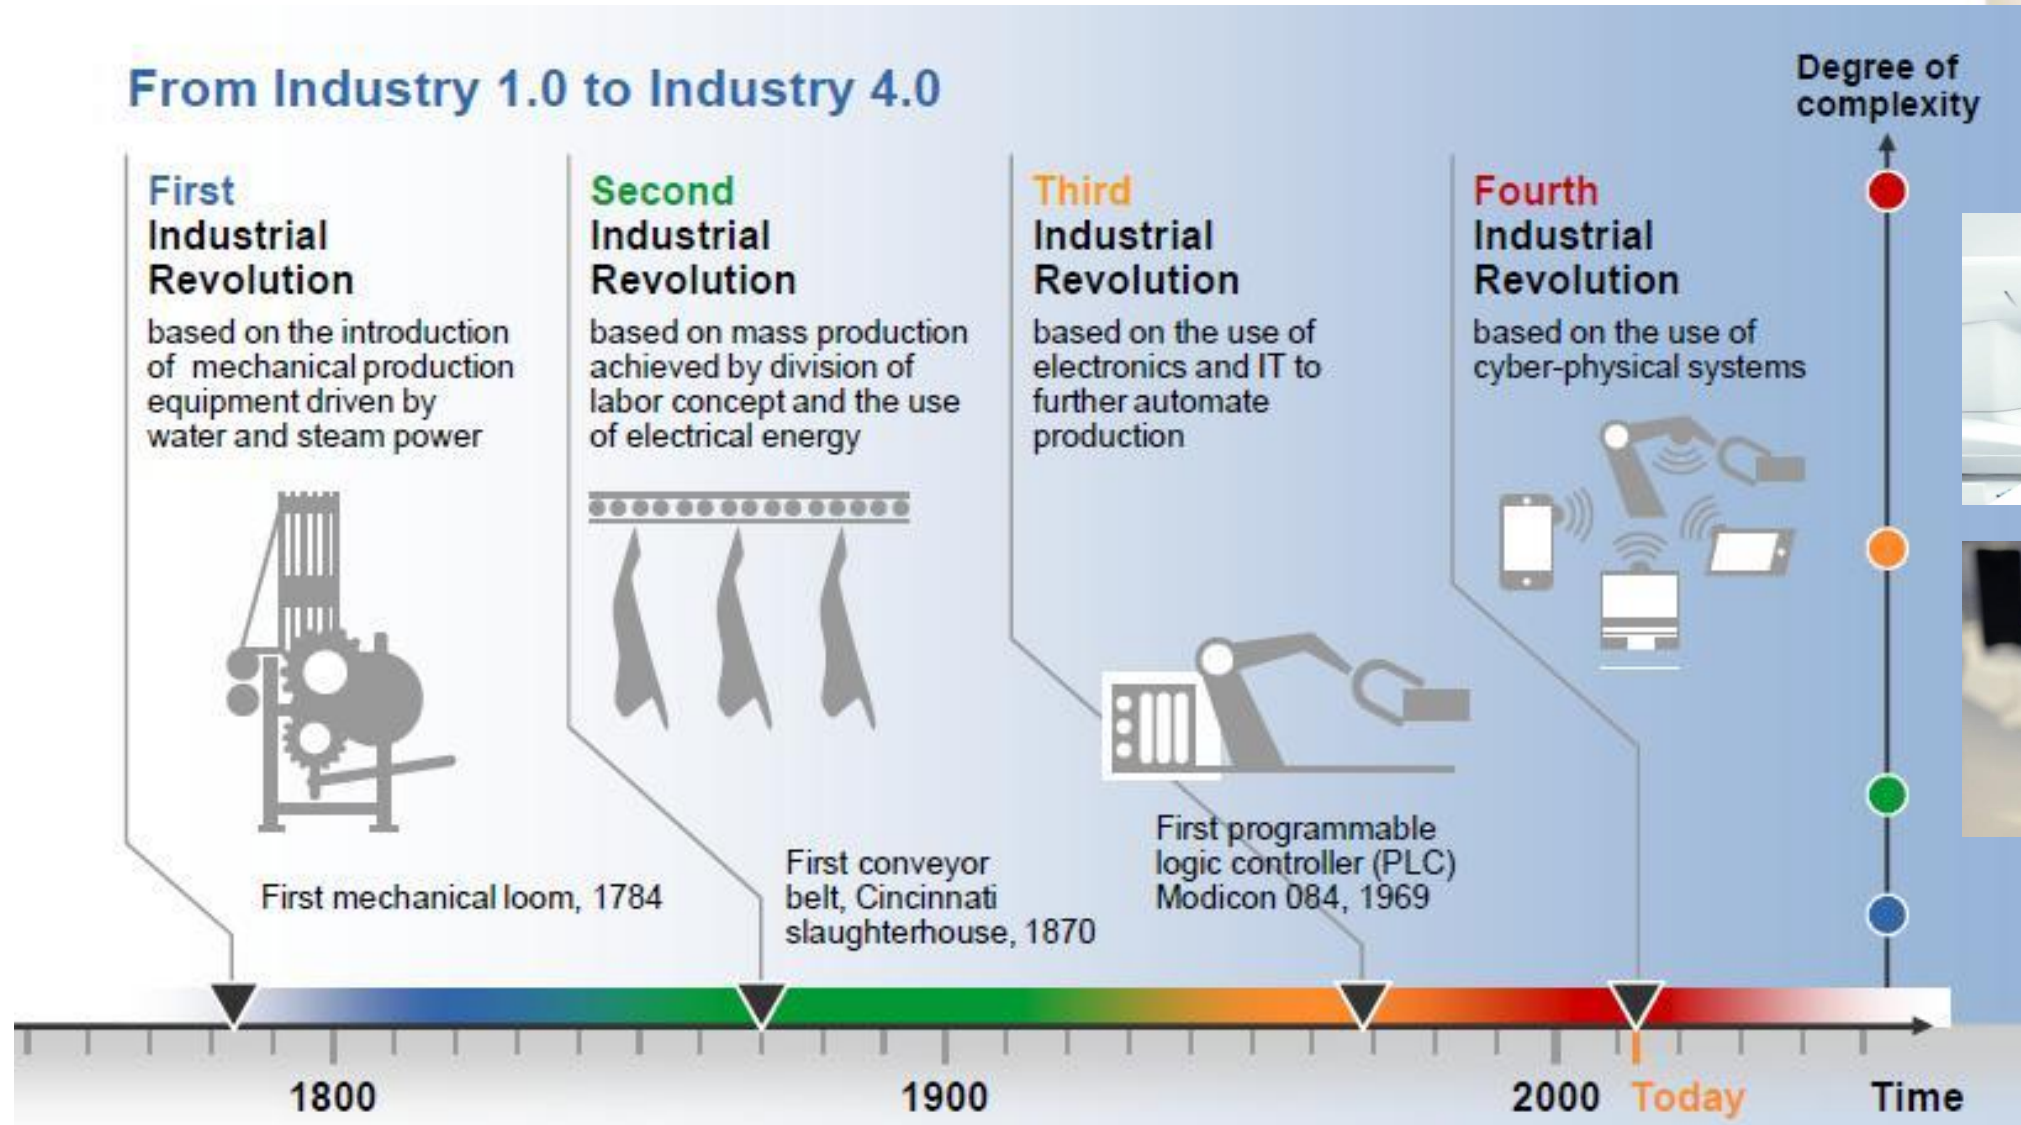 From Industry 1.0 to Industry 4.0
Degree of
complexity
First
Industrial
Revolution
based on the introduction
of mechanical production
equipment driven by
water and steam power
First mechanical loom, 1784
Second
Industrial
Revolution
based on mass production
achieved by division of
labor concept and the use
of electrical energy
First conveyor
belt, Cincinnati
slaughterhouse, 1870
Third
Industrial
Revolution
based on the use of
electronics and IT to
further automate
production
First programmable
logic controller (PLC)
Modicon 084, 1969
Fourth
Industrial
Revolution
based on the use of
cyber-physical systems
1800
1900
2000
Today
Time